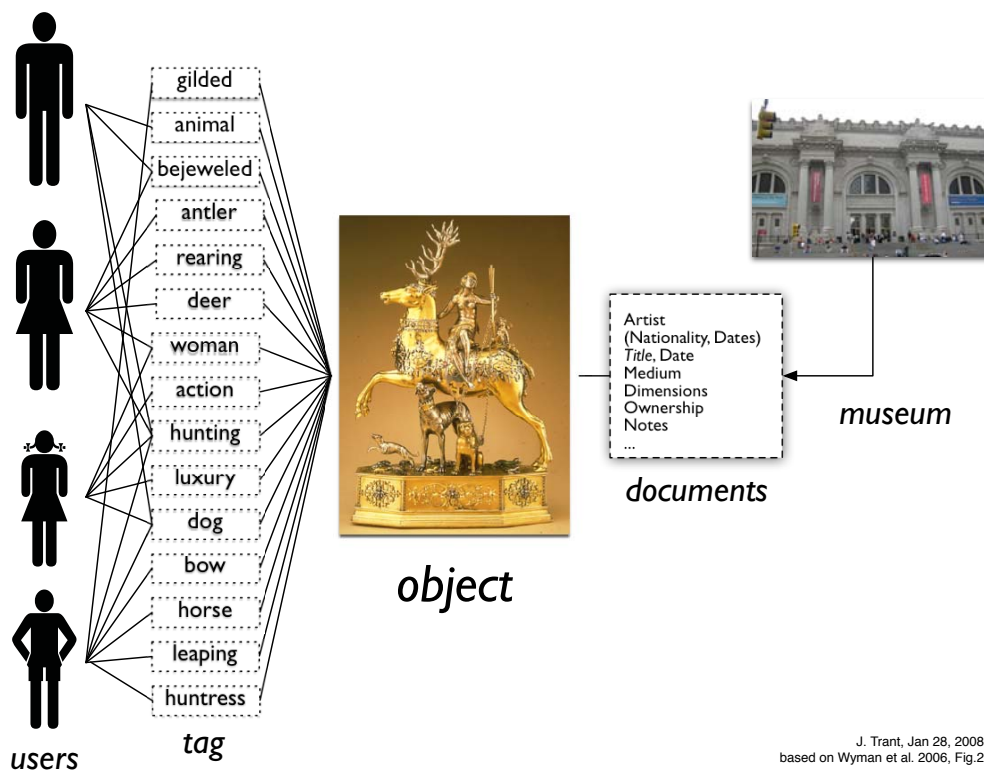 gilded
animal
bejeweled
antler
rearing
deer
woman
action
hunting
luxury
dog
bow
horse
leaping
huntress
users
tag
object
Artist
(Nationality, Dates)
Title, Date
Medium
Dimensions
Ownership
Notes
...
documents
museum
J. Trant, Jan 28, 2008
based on Wyman et al. 2006, Fig.2